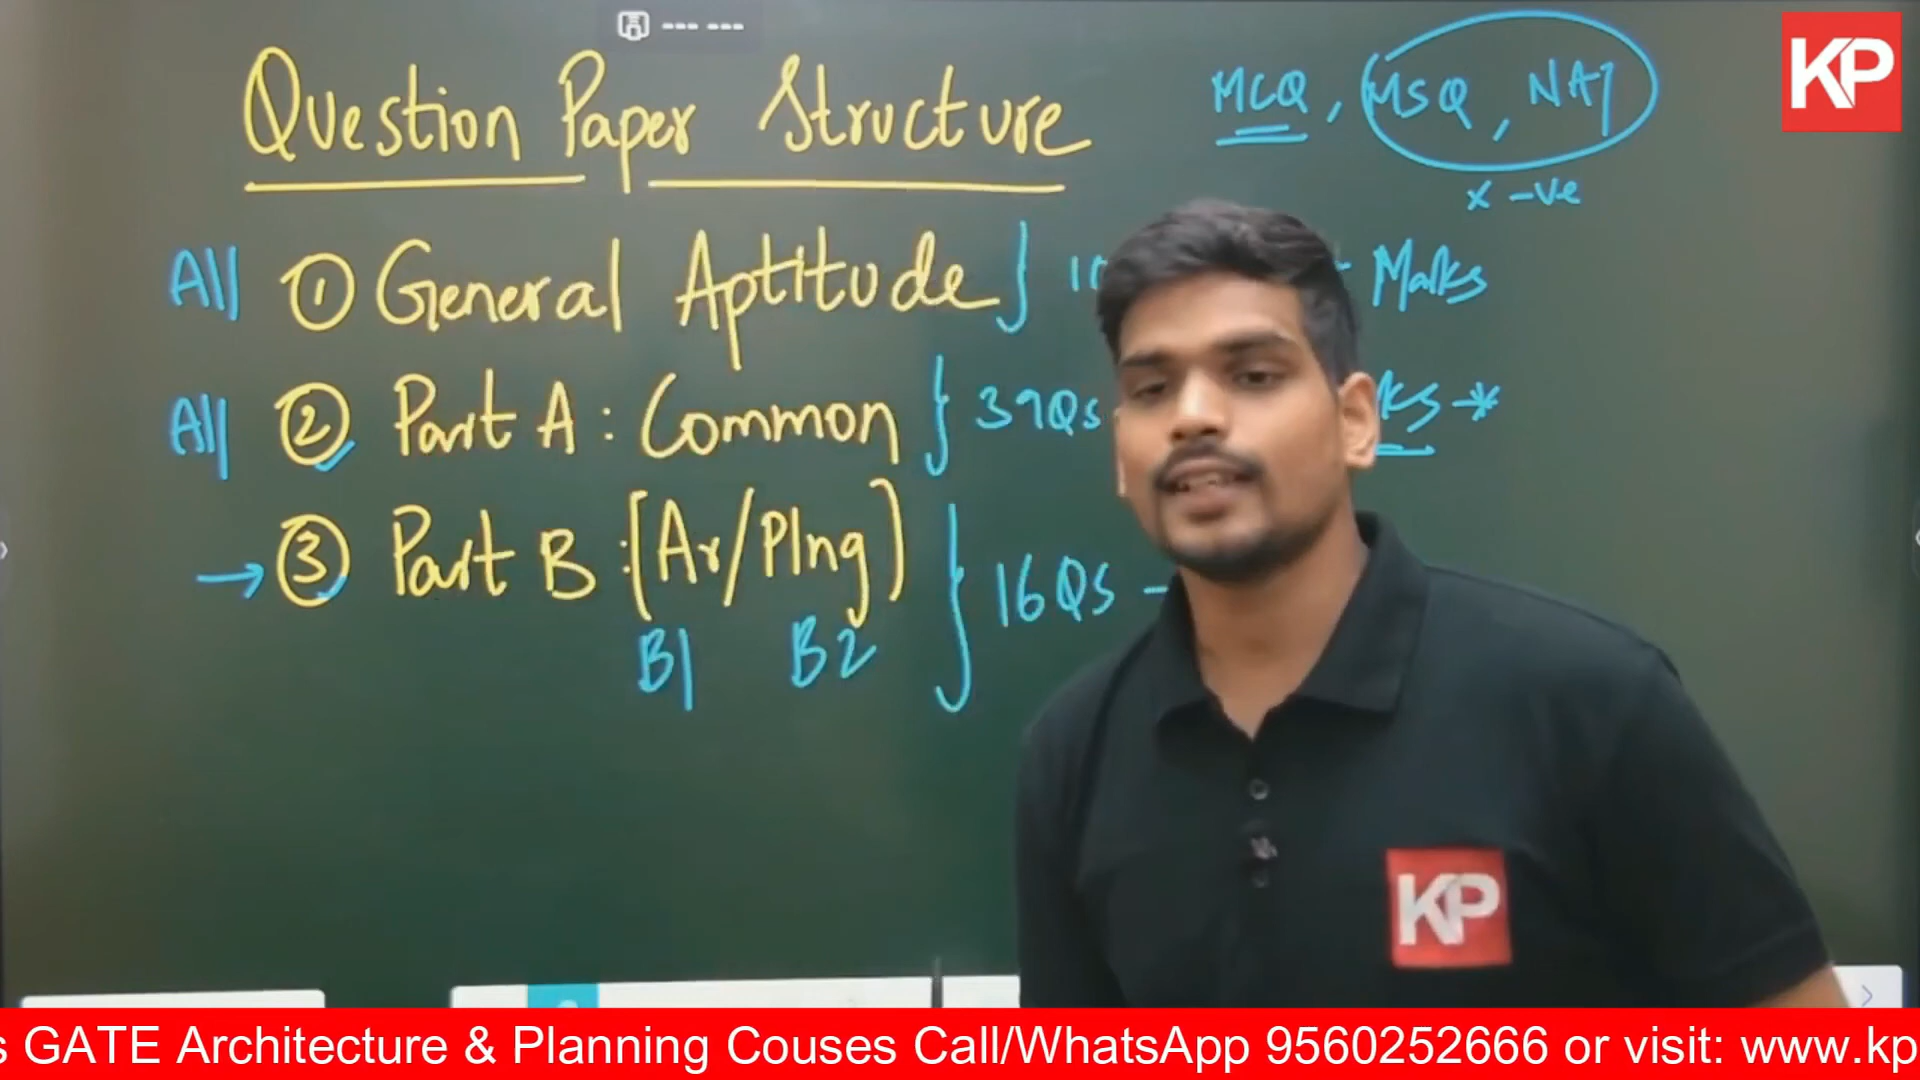 Question Paper Structure
MCQ, MSQ, NAT
x -ve
KP
All ① General Aptitude } Marks
All ② Part A : Common } 39Qs *
→ ③ Part B : [Ar/Plng] } 16Qs -
B1 B2
KP
GATE Architecture & Planning Couses Call/WhatsApp 9560252666 or visit: www.kp